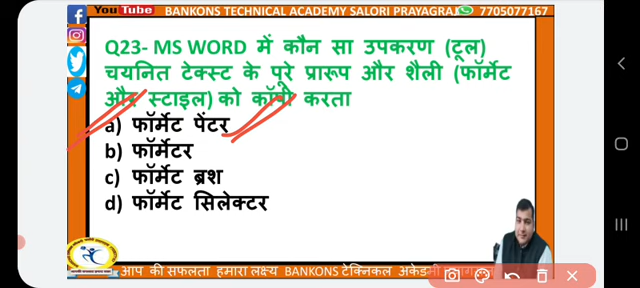 YouTube BANKONS TECHNICAL ACADEMY SALORI PRAYAGRAJ 7705077167
Q23- MS WORD में कौन सा उपकरण (टूल)
चयनित टेक्स्ट के पूरे प्रारूप और शैली (फॉर्मेट
और स्टाइल) को कॉपी करता
a) फॉर्मेट पेंटर
b) फॉर्मेटर
c) फॉर्मेट ब्रश
d) फॉर्मेट सिलेक्टर
आप की सफलता हमारा लक्ष्य BANKONS टेक्निकल अकेडमी